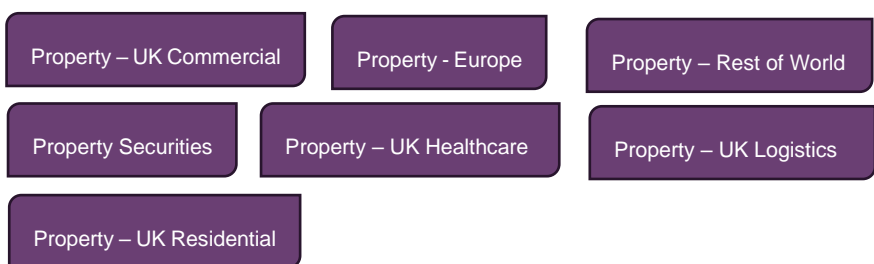 Property – UK Commercial
Property - Europe
Property – Rest of World
Property Securities
Property – UK Healthcare
Property – UK Logistics
Property – UK Residential